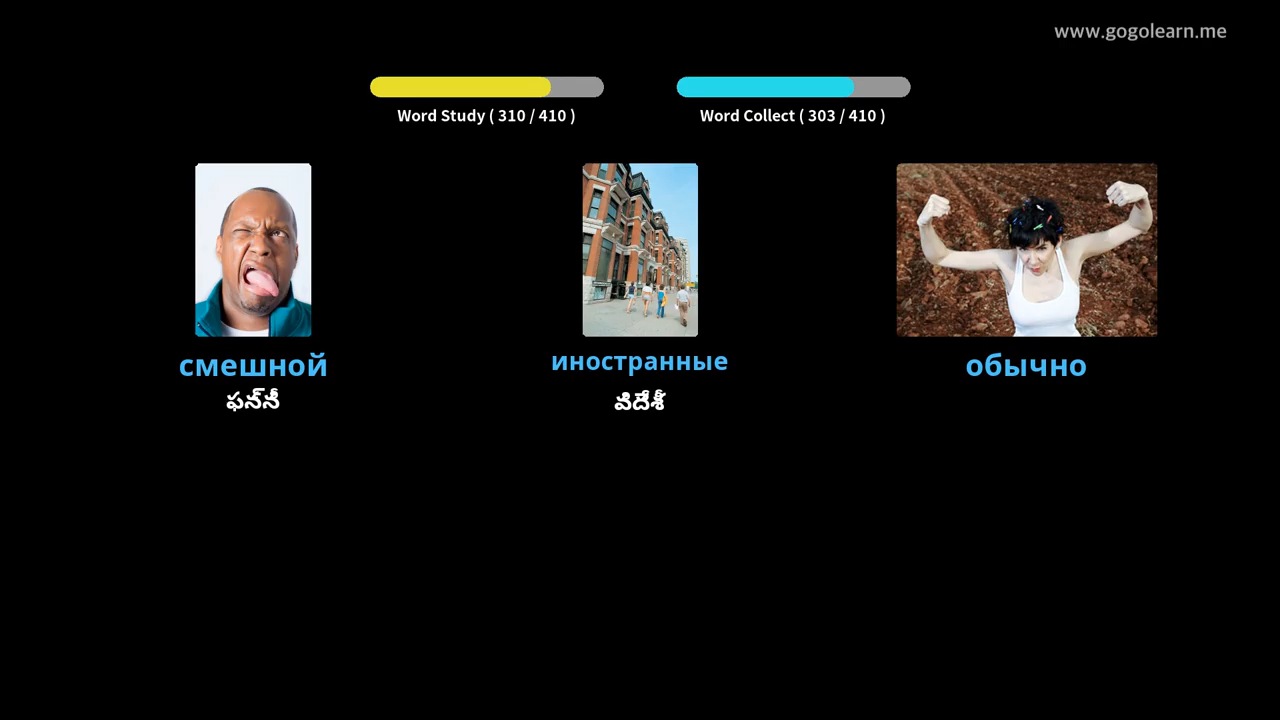 www.gogolearn.me
Word Study ( 310 / 410 )
Word Collect ( 303 / 410 )
смешной
иностранные
обычно
ఫన్నీ
విదేశీ